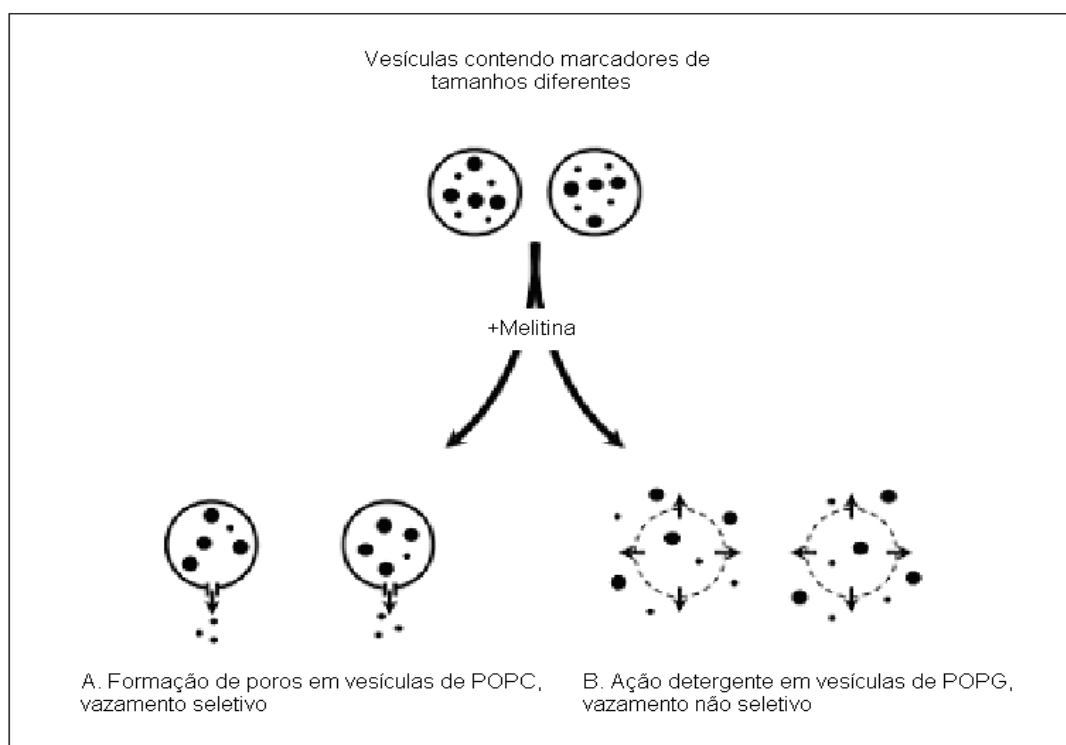 Vesículas contendo marcadores de
tamanhos diferentes
+Melitina
A. Formação de poros em vesículas de POPC,
vazamento seletivo
B. Ação detergente em vesículas de POPG,
vazamento não seletivo